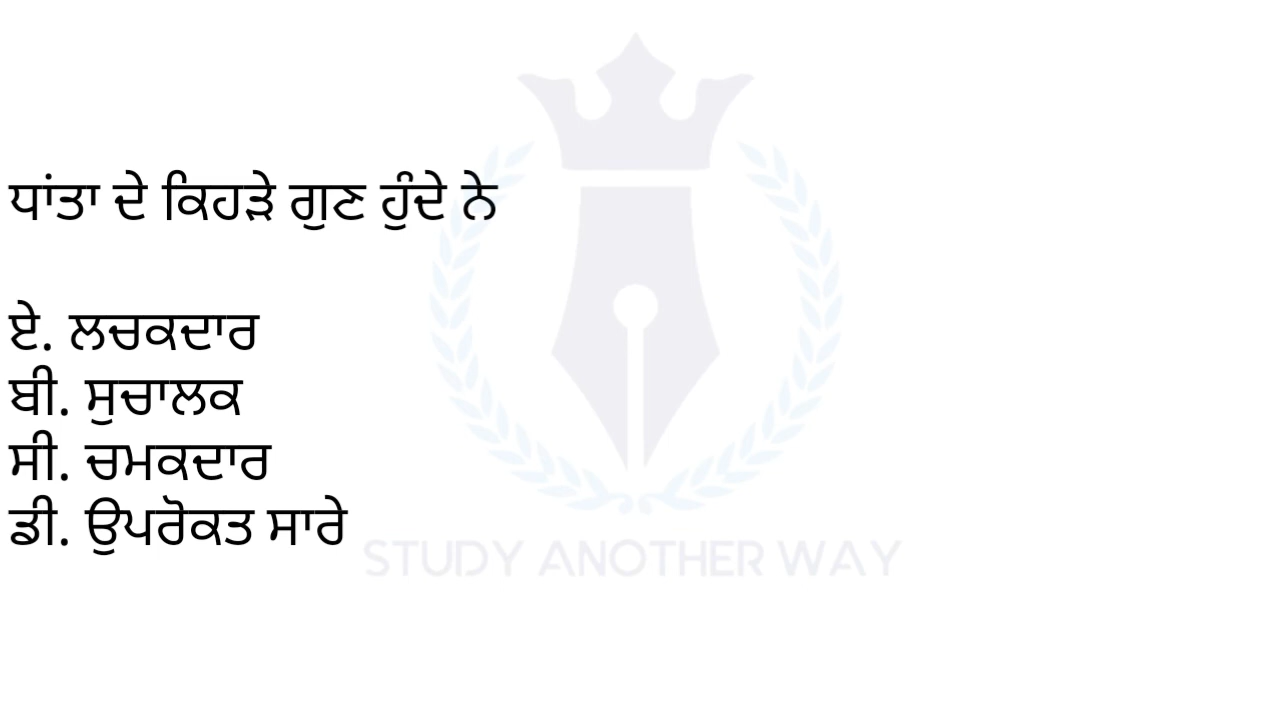 ਧਾਂਤਾ ਦੇ ਕਿਹੜੇ ਗੁਣ ਹੁੰਦੇ ਨੇ
ਏ. ਲਚਕਦਾਰ
ਬੀ. ਸੁਚਾਲਕ
ਸੀ. ਚਮਕਦਾਰ
ਡੀ. ਉਪਰੋਕਤ ਸਾਰੇ
STUDY ANOTHER WAY